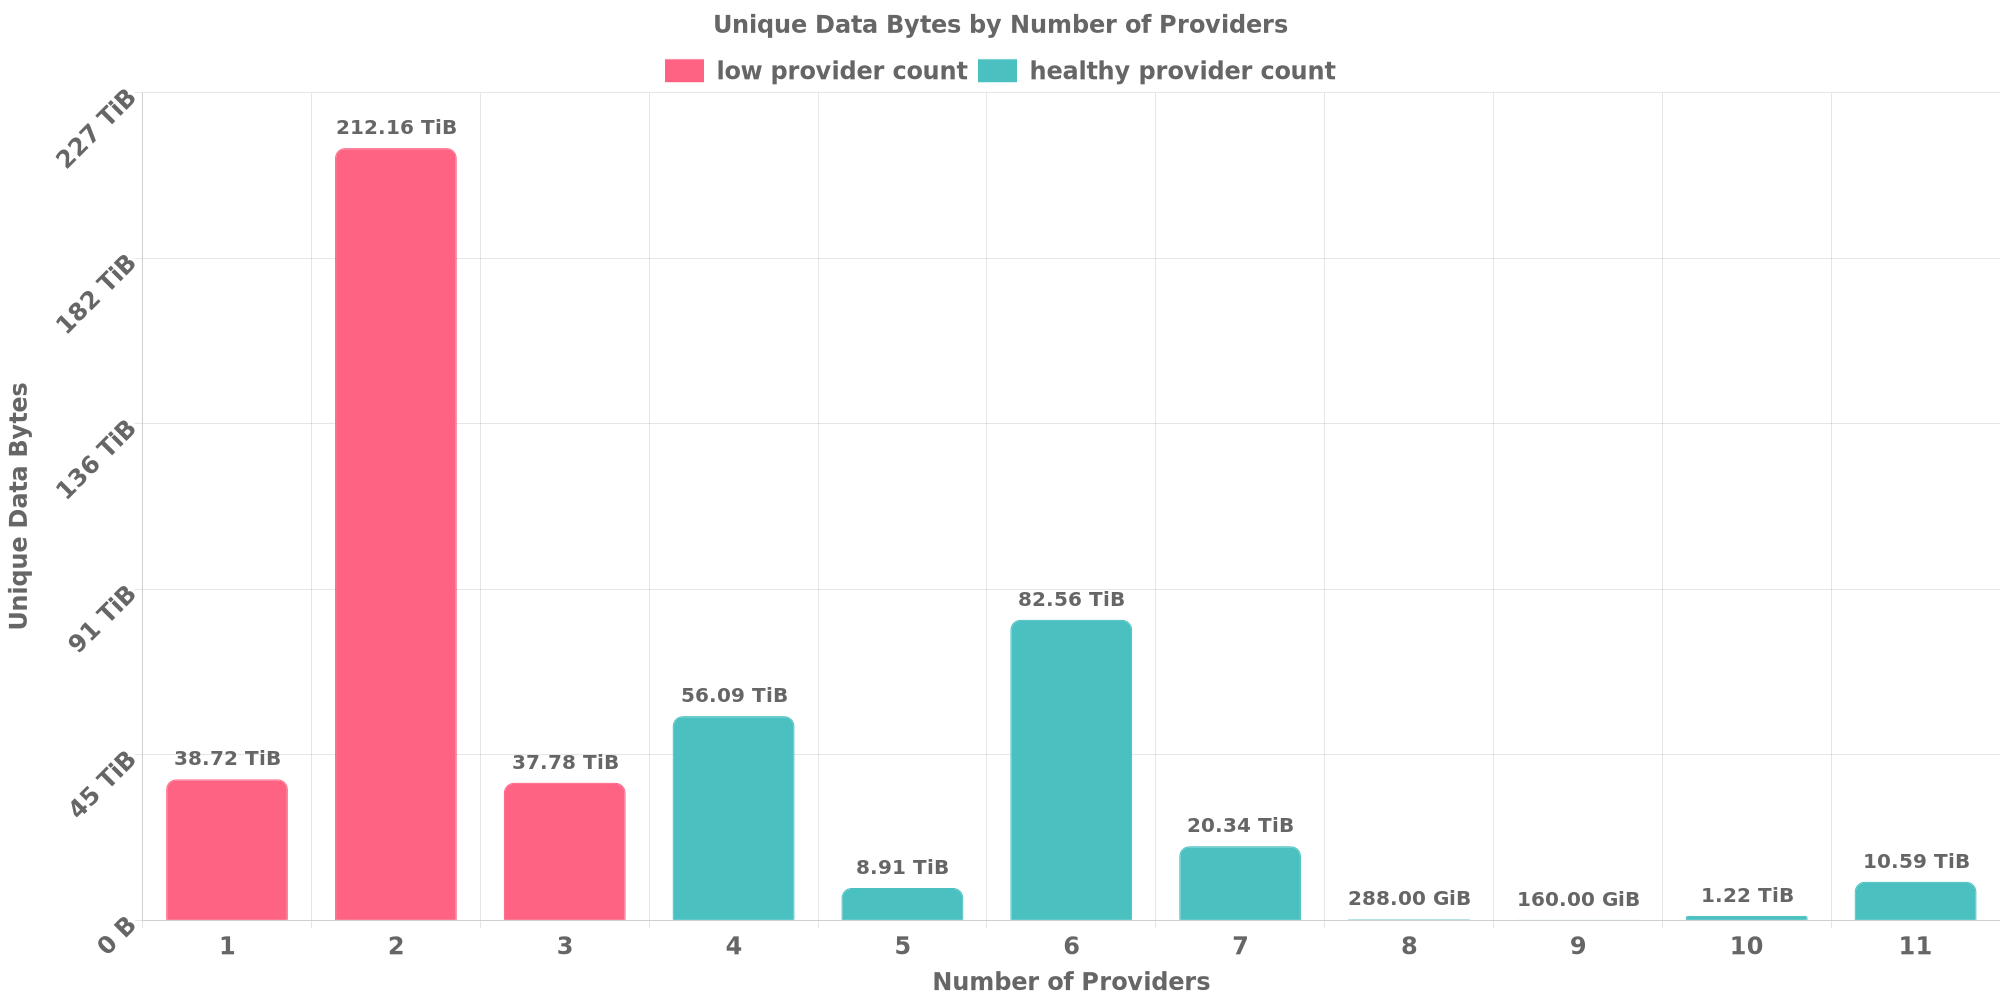 Unique Data Bytes by Number of Providers
low provider count healthy provider count
227 TiB
182 TiB
136 TiB
91 TiB
45 TiB
0 B
Unique Data Bytes
38.72 TiB
212.16 TiB
37.78 TiB
56.09 TiB
8.91 TiB
82.56 TiB
20.34 TiB
288.00 GiB
160.00 GiB
1.22 TiB
10.59 TiB
1 2 3 4 5 6 7 8 9 10 11
Number of Providers